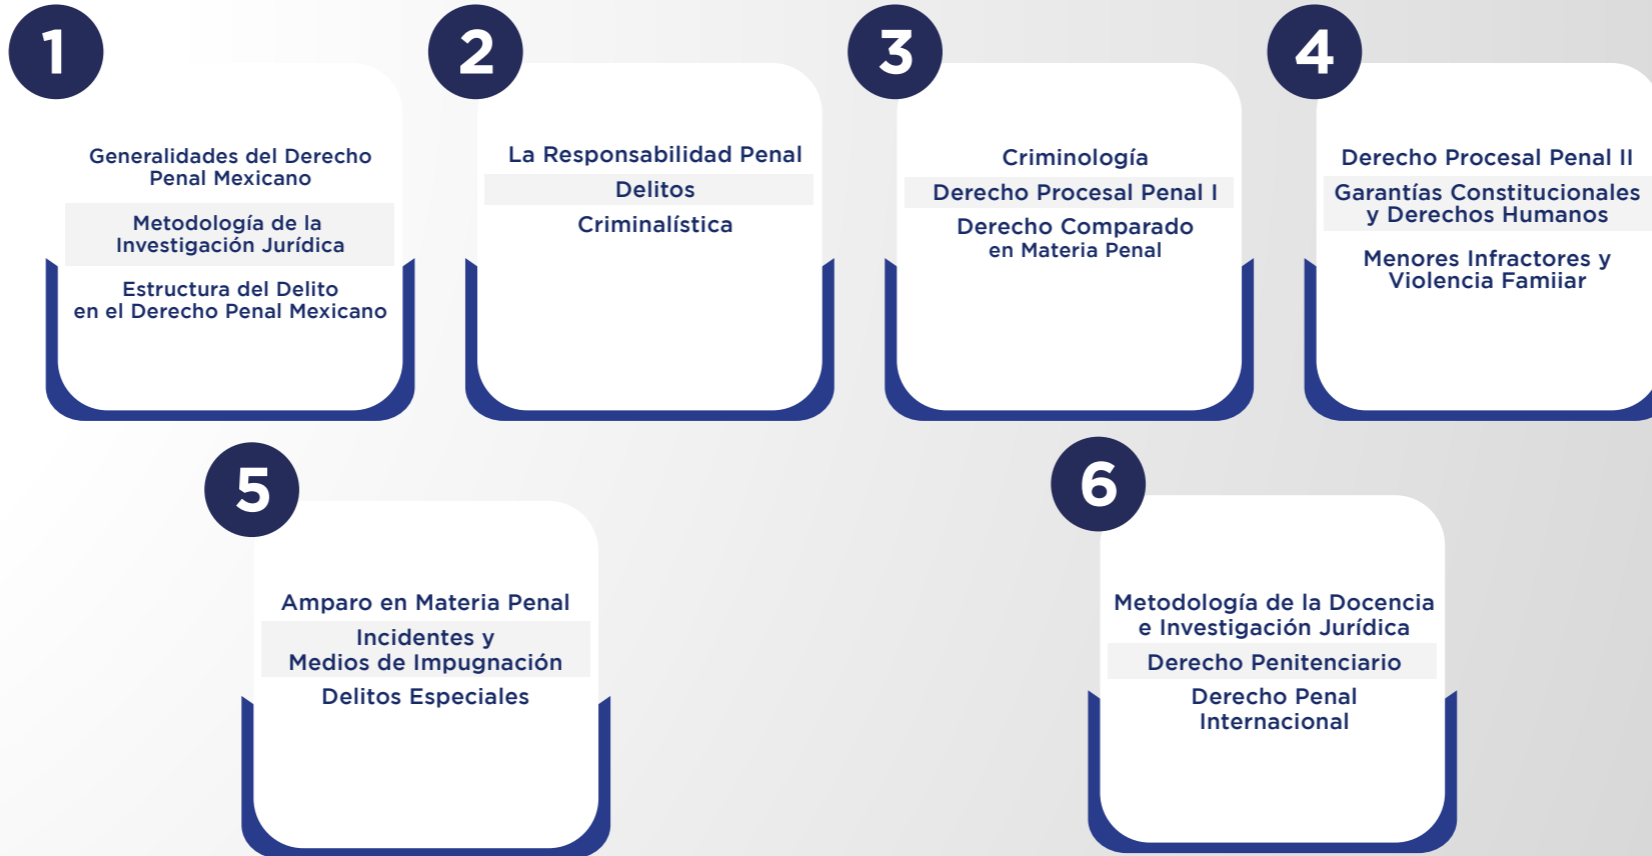 1
Generalidades del Derecho
Penal Mexicano
Metodología de la
Investigación Jurídica
Estructura del Delito
en el Derecho Penal Mexicano
2
La Responsabilidad Penal
Delitos
Criminalística
3
Criminología
Derecho Procesal Penal I
Derecho Comparado
en Materia Penal
4
Derecho Procesal Penal II
Garantías Constitucionales
y Derechos Humanos
Menores Infractores y
Violencia Famiiar
5
Amparo en Materia Penal
Incidentes y
Medios de Impugnación
Delitos Especiales
6
Metodología de la Docencia
e Investigación Jurídica
Derecho Penitenciario
Derecho Penal
Internacional